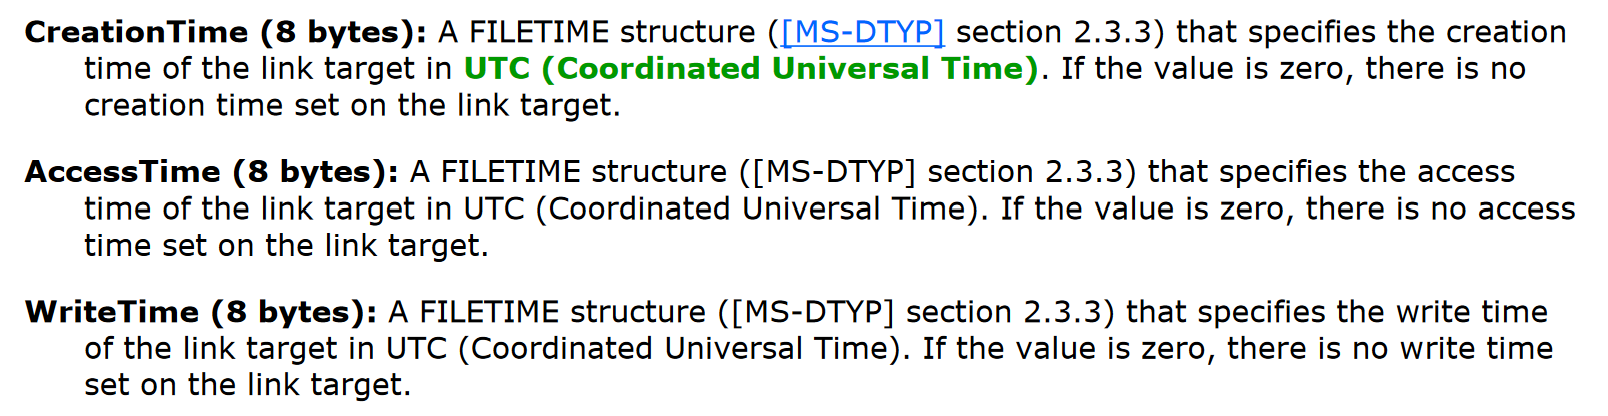 CreationTime (8 bytes): A FILETIME structure ([MS-DTYP] section 2.3.3) that specifies the creation
time of the link target in UTC (Coordinated Universal Time). If the value is zero, there is no
creation time set on the link target.
AccessTime (8 bytes): A FILETIME structure ([MS-DTYP] section 2.3.3) that specifies the access
time of the link target in UTC (Coordinated Universal Time). If the value is zero, there is no access
time set on the link target.
WriteTime (8 bytes): A FILETIME structure ([MS-DTYP] section 2.3.3) that specifies the write time
of the link target in UTC (Coordinated Universal Time). If the value is zero, there is no write time
set on the link target.